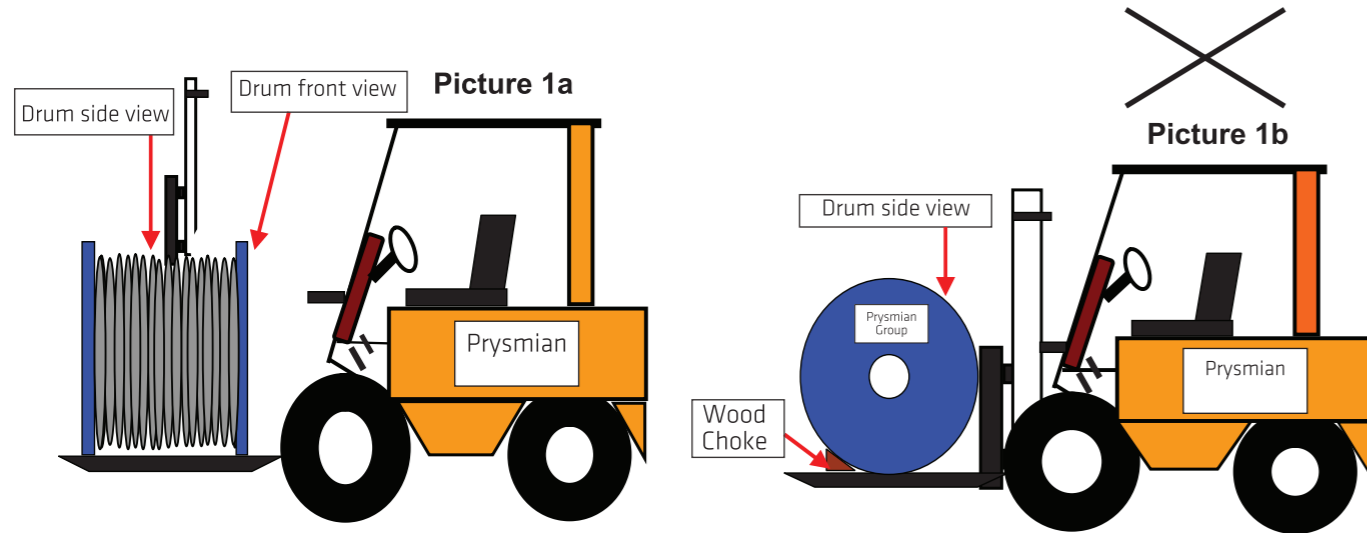 Drum side view
Drum front view
Picture 1a
Prysmian
Picture 1b
Drum side view
Prysmian
Group
Wood
Choke
Prysmian